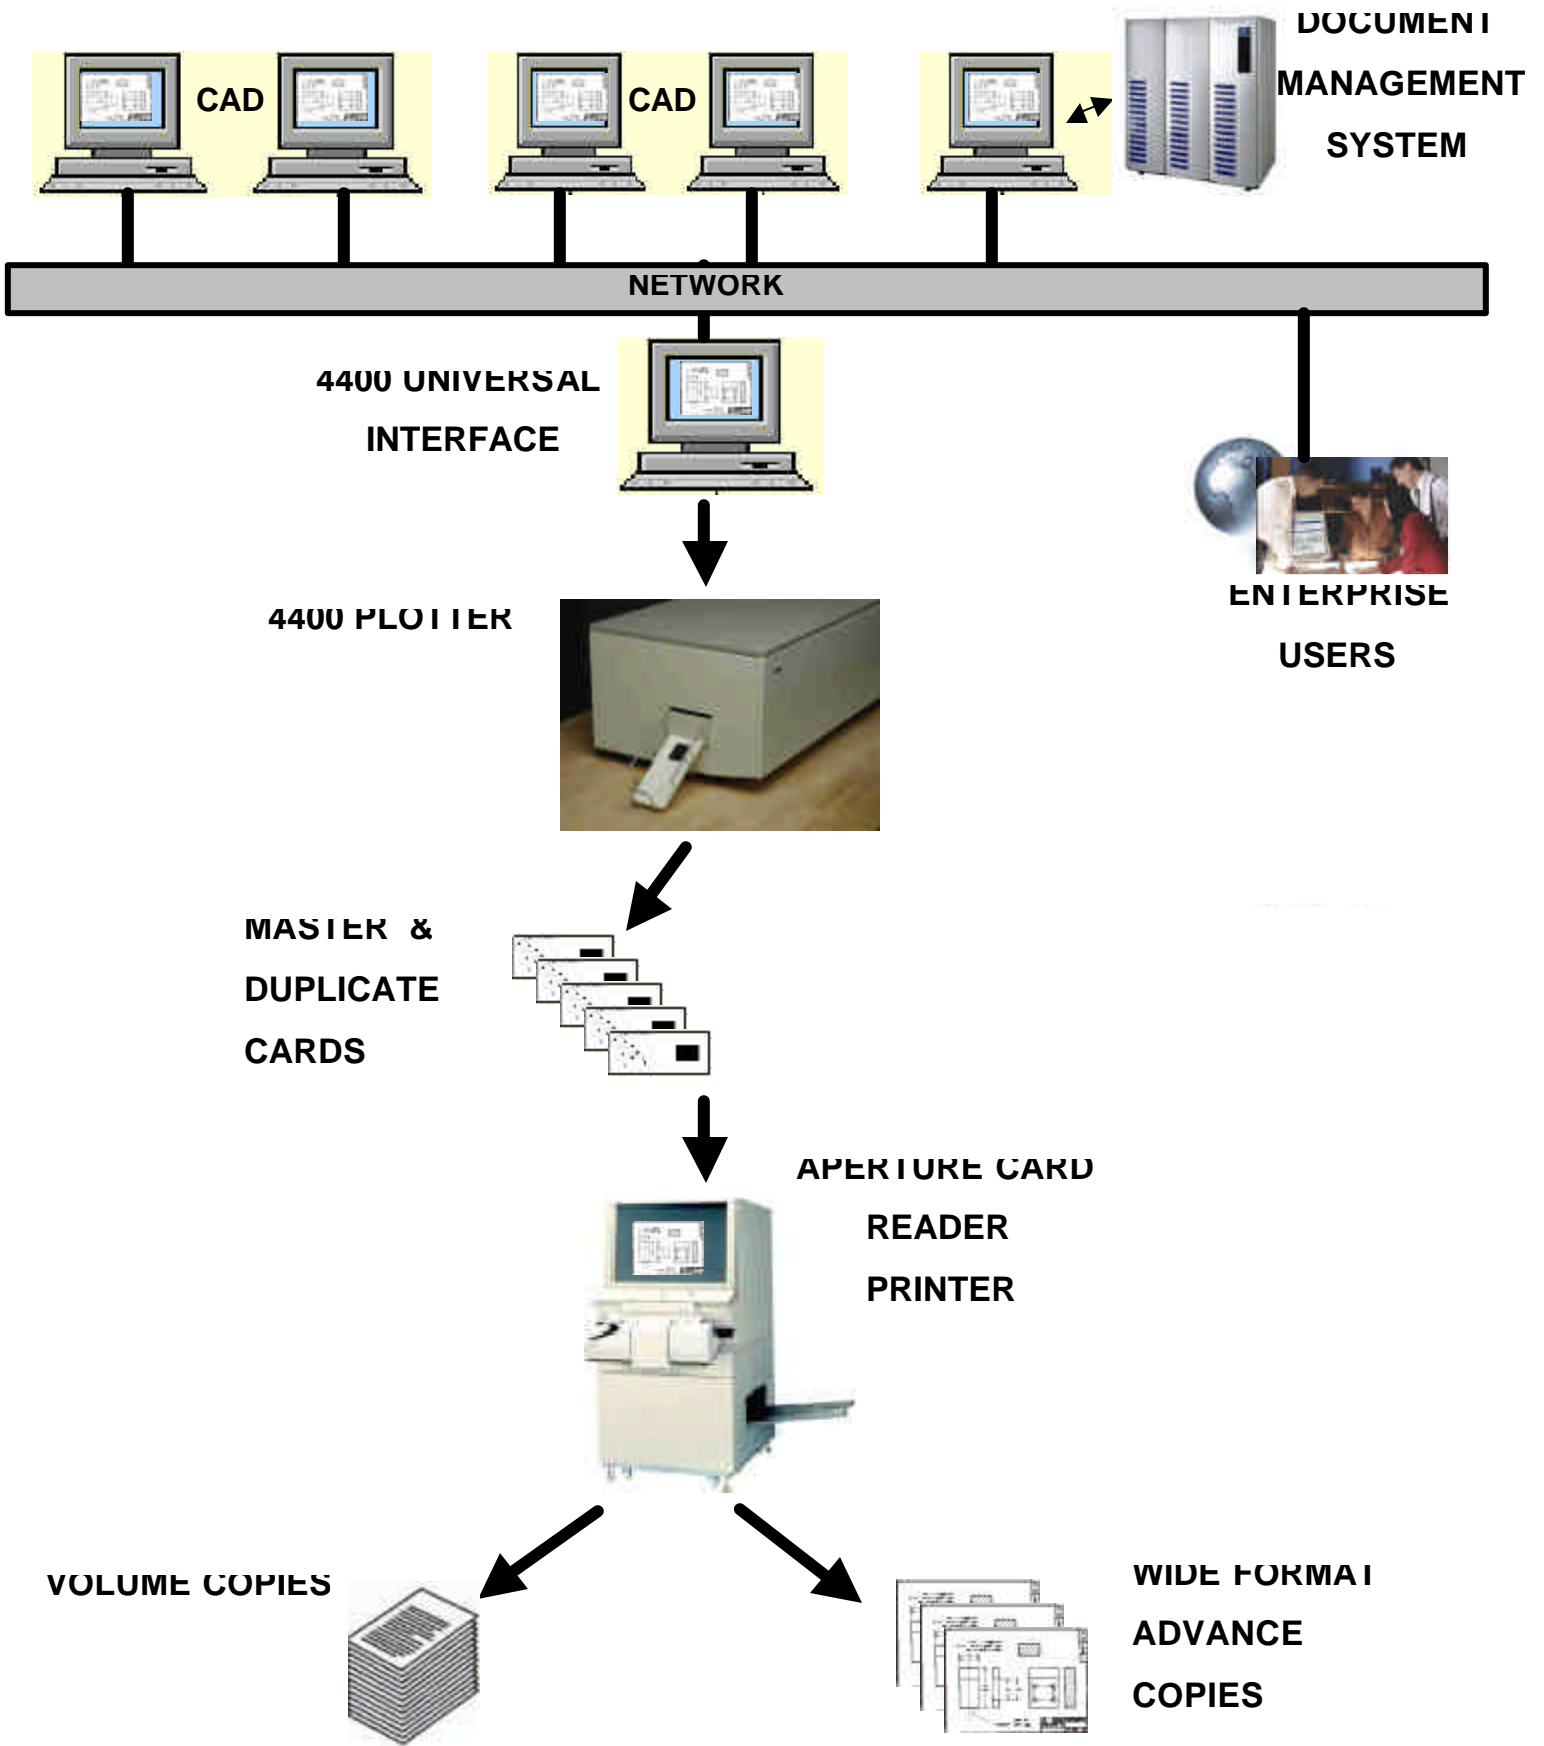 CAD
CAD
DOCUMENT
MANAGEMENT
SYSTEM
NETWORK
4400 UNIVERSAL
INTERFACE
4400 PLOTTER
ENTERPRISE
USERS
MASTER &
DUPLICATE
CARDS
APERTURE CARD
READER
PRINTER
VOLUME COPIES
WIDE FORMAT
ADVANCE
COPIES